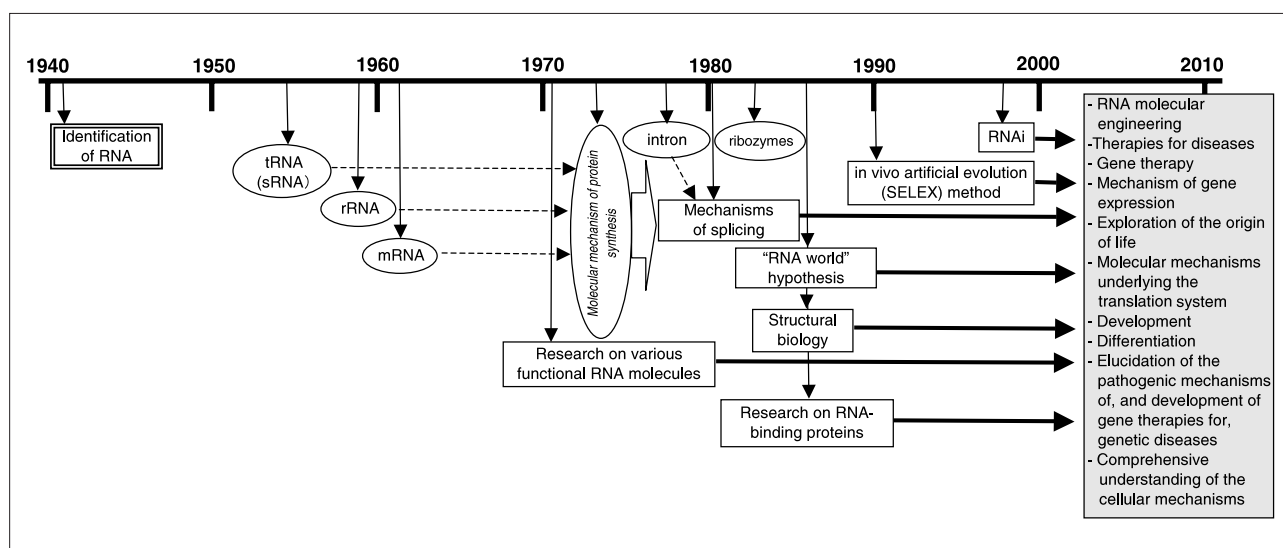 1940 1950 1960 1970 1980 1990 2000 2010
Identification
of RNA
tRNA
(sRNA)
rRNA
mRNA
Molecular mechanism of protein
synthesis
intron
ribozymes
RNAi
in vivo artificial evolution
(SELEX) method
Mechanisms
of splicing
“RNA world”
hypothesis
Structural
biology
Research on various
functional RNA molecules
Research on RNA-
binding proteins
- RNA molecular
engineering
-Therapies for diseases
- Gene therapy
- Mechanism of gene
expression
- Exploration of the origin
of life
- Molecular mechanisms
underlying the
translation system
- Development
- Differentiation
- Elucidation of the
pathogenic mechanisms
of, and development of
gene therapies for,
genetic diseases
- Comprehensive
understanding of the
cellular mechanisms